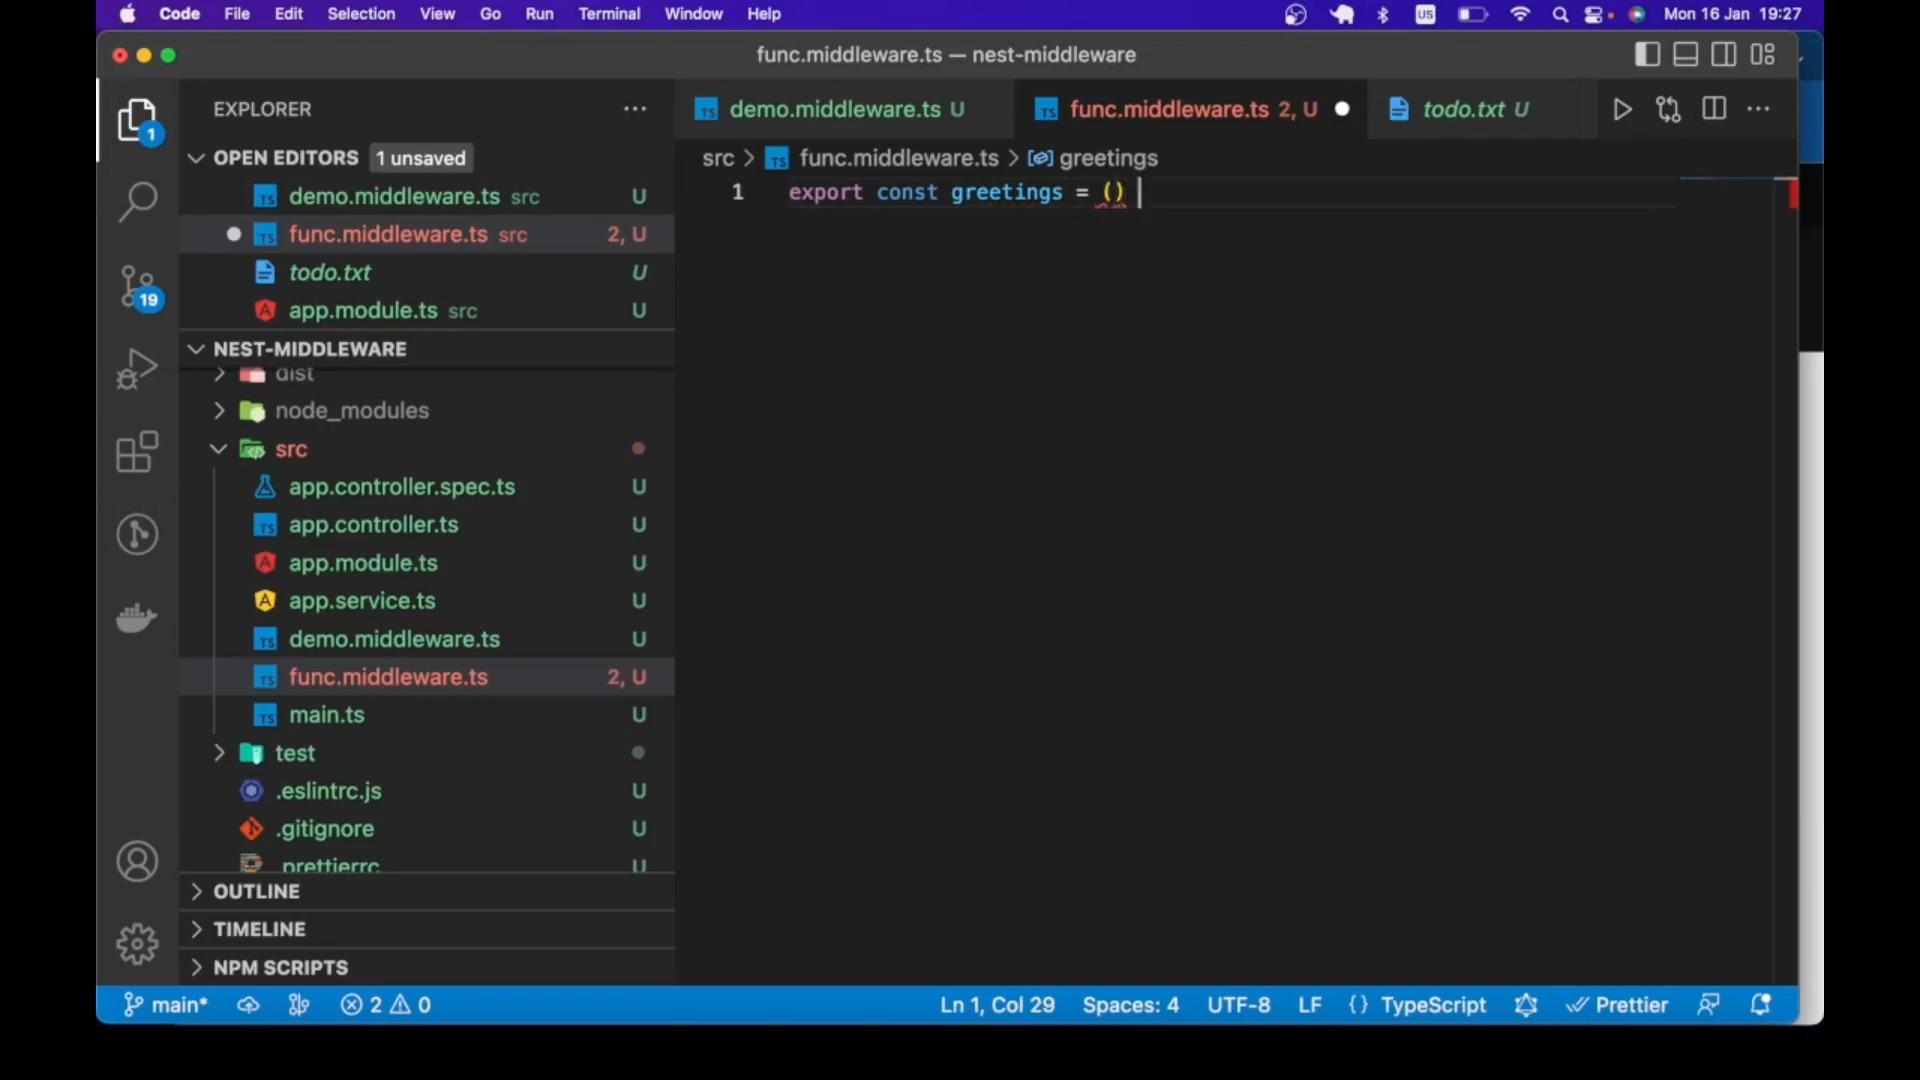 Code File Edit Selection View Go Run Terminal Window Help US Mon 16 Jan 19:27
func.middleware.ts — nest-middleware
EXPLORER
demo.middleware.ts U
func.middleware.ts 2, U
todo.txt U
1
OPEN EDITORS 1 unsaved
src > func.middleware.ts > greetings
demo.middleware.ts src U
1 export const greetings = ()
func.middleware.ts src 2, U
todo.txt U
19
app.module.ts src U
NEST-MIDDLEWARE
dist
node_modules
src
app.controller.spec.ts U
app.controller.ts U
app.module.ts U
app.service.ts U
demo.middleware.ts U
func.middleware.ts 2, U
main.ts U
test
.eslintrc.js U
.gitignore U
.prettierrc U
OUTLINE
TIMELINE
NPM SCRIPTS
main* 2 0 Ln 1, Col 29 Spaces: 4 UTF-8 LF {} TypeScript Prettier